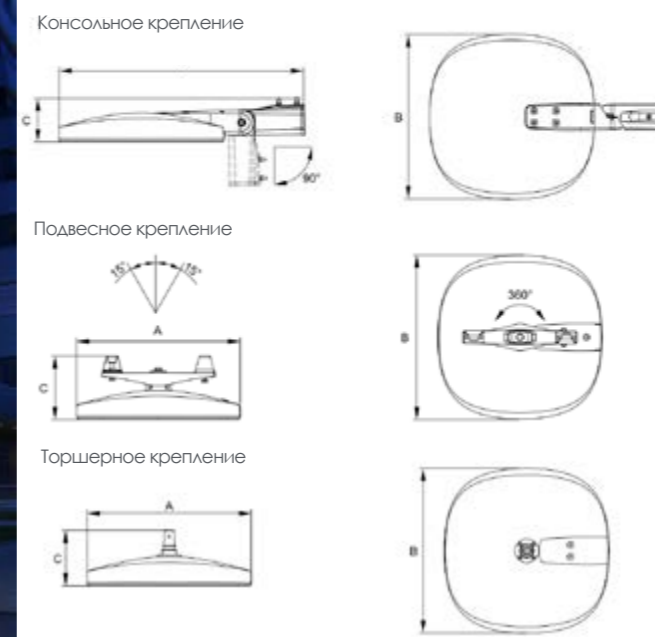 Консольное крепление
C
90°
B
Подвесное крепление
15° 15°
A
C
360°
B
Торшерное крепление
A
C
B